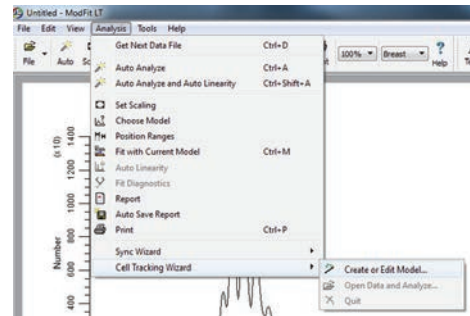 Untitled - ModFit LT
File Edit View Analysis Tools Help
File Auto
100% Breast Help
Get Next Data File Ctrl+D
Auto Analyze Ctrl+A
Auto Analyze and Auto Linearity Ctrl+Shift+A
Set Scaling
Choose Model
Position Ranges
Fit with Current Model Ctrl+M
Auto Linearity
Fit Diagnostics
Report
Auto Save Report
Print Ctrl+P
Sync Wizard
Cell Tracking Wizard
Create or Edit Model...
Open Data and Analyze...
Quit
(x 10)
1400
1200
1000
800
600
400
Number